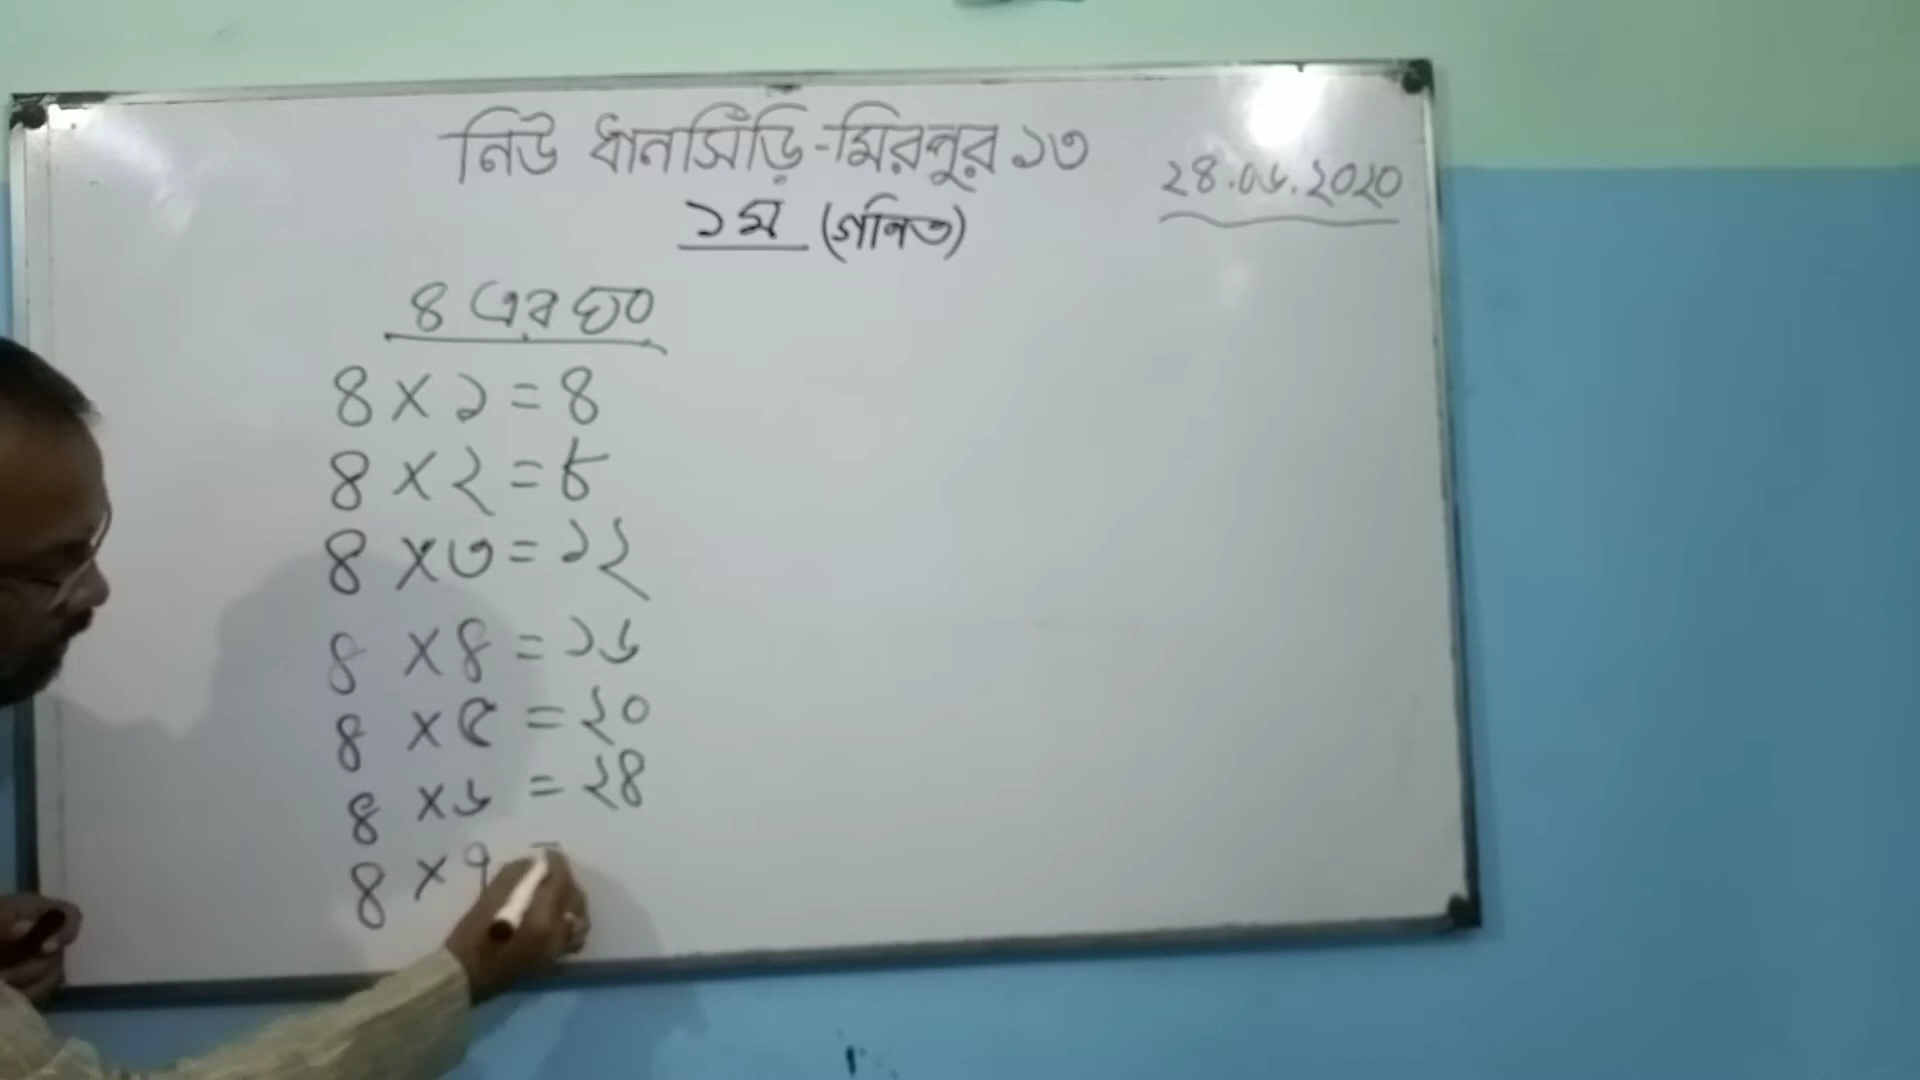 নিউ ধানসিঁড়ি-মিরপুর ১৩
২৪.০৬.২০২০
১ম (গনিত)
৪ এর ঘর
৪ × ১ = ৪
৪ × ২ = ৮
৪ × ৩ = ১২
৪ × ৪ = ১৬
৪ × ৫ = ২০
৪ × ৬ = ২৪
৪ × ৭ =